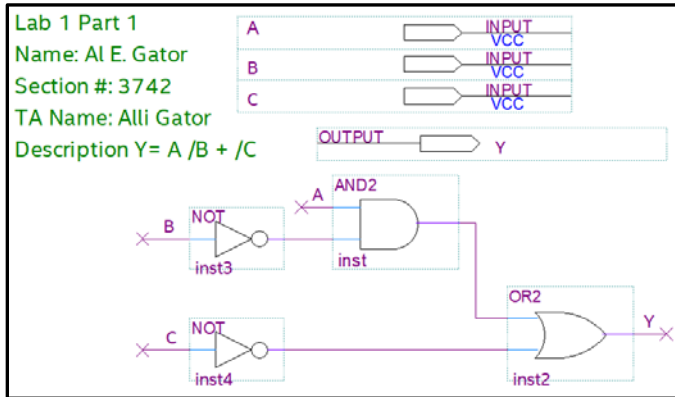 Lab 1 Part 1
Name: Al E. Gator
Section #: 3742
TA Name: Alli Gator
Description Y= A /B + /C
A INPUT
VCC
B INPUT
VCC
C INPUT
VCC
OUTPUT Y
AND2
A
NOT
B
inst3
inst
OR2
Y
NOT
C
inst4
inst2